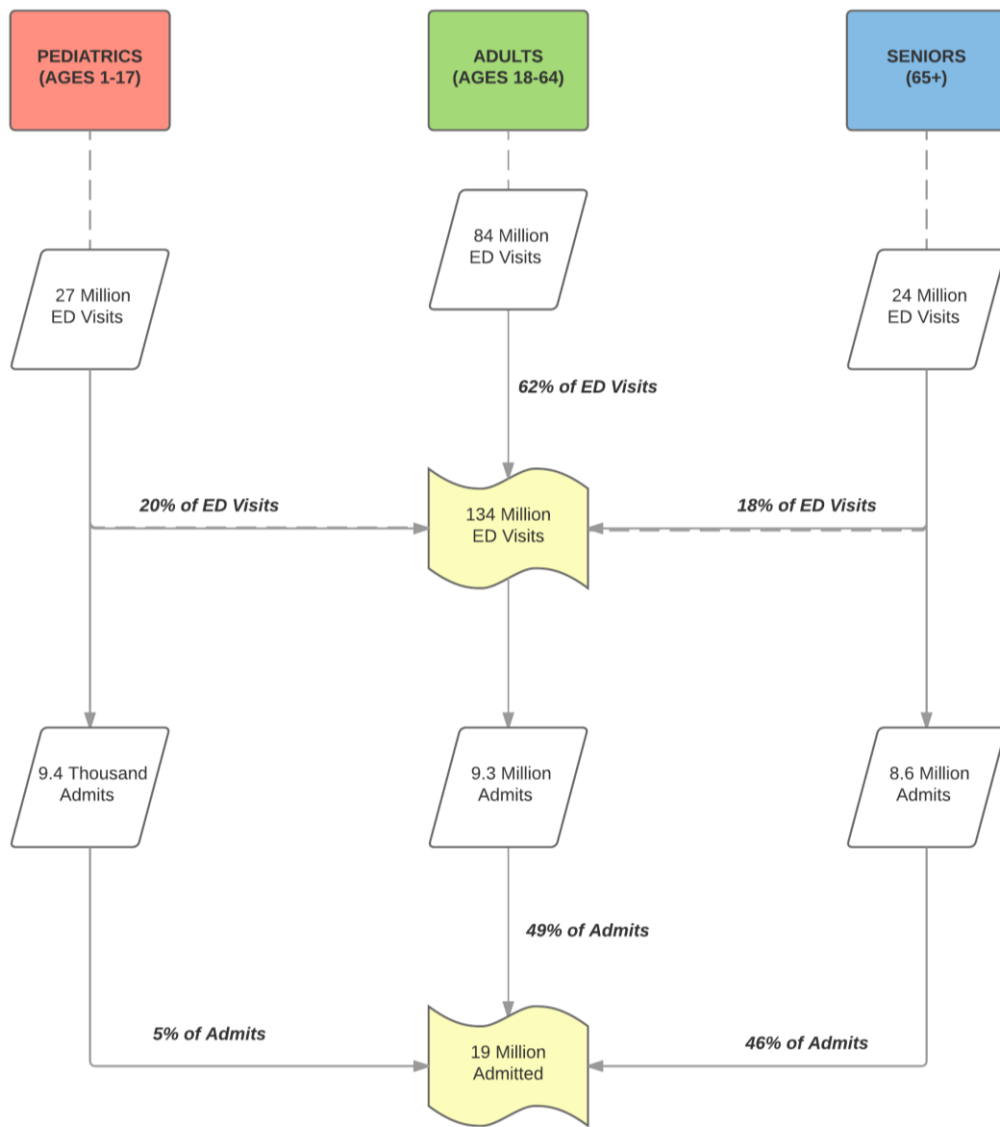 PEDIATRICS
(AGES 1-17)
ADULTS
(AGES 18-64)
SENIORS
(65+)
84 Million
ED Visits
27 Million
ED Visits
24 Million
ED Visits
62% of ED Visits
20% of ED Visits
134 Million
ED Visits
18% of ED Visits
9.4 Thousand
Admits
9.3 Million
Admits
8.6 Million
Admits
49% of Admits
5% of Admits
19 Million
Admitted
46% of Admits